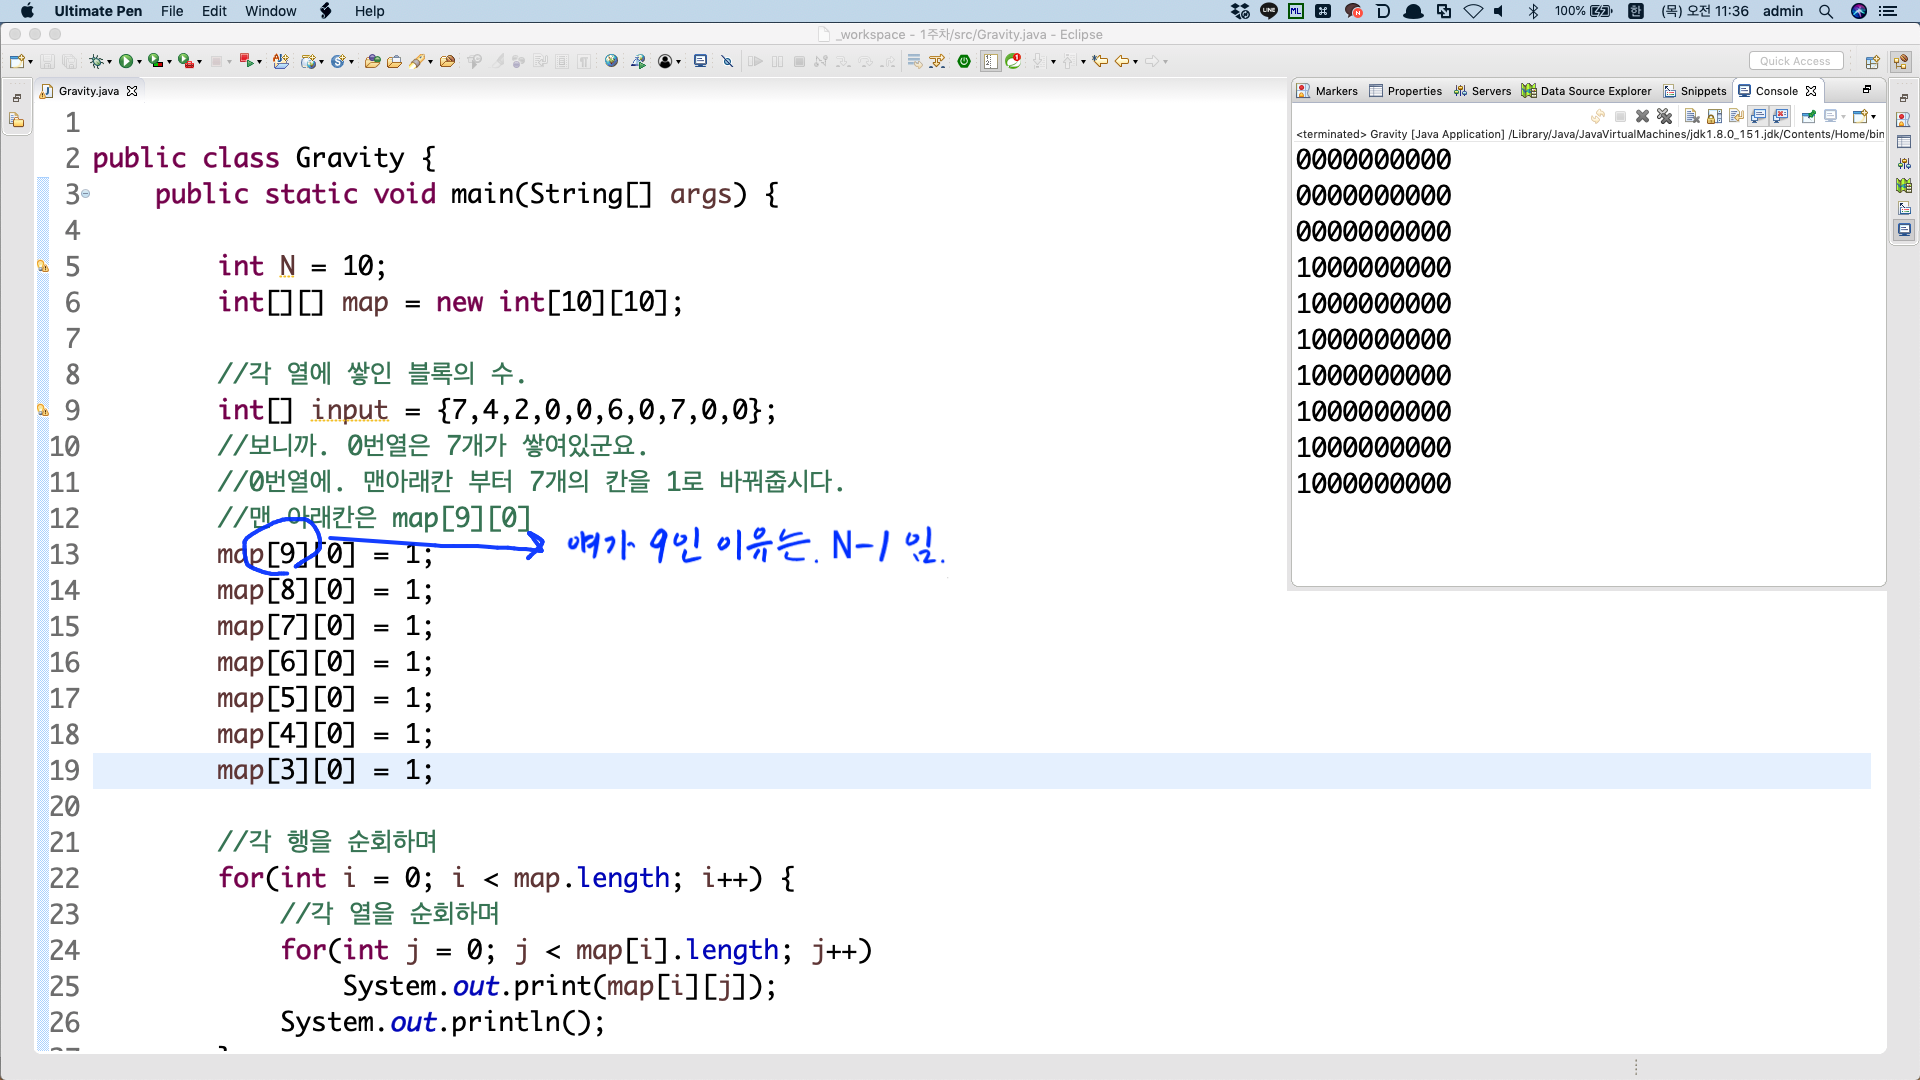 Ultimate Pen File Edit Window Help 100% 한 (목) 오전 11:36 admin
_workspace - 1주차/src/Gravity.java - Eclipse
Quick Access
Gravity.java
1
2 public class Gravity {
3 public static void main(String[] args) {
4
5 int N = 10;
6 int[][] map = new int[10][10];
7
8 //각 열에 쌓인 블록의 수.
9 int[] input = {7,4,2,0,0,6,0,7,0,0};
10 //보니까. 0번열은 7개가 쌓여있군요.
11 //0번열에. 맨아래칸 부터 7개의 칸을 1로 바꿔줍시다.
12 //맨 아래칸은 map[9][0]
13 map[9][0] = 1; 여가 9인 이유는. N-1 임.
14 map[8][0] = 1;
15 map[7][0] = 1;
16 map[6][0] = 1;
17 map[5][0] = 1;
18 map[4][0] = 1;
19 map[3][0] = 1;
20
21 //각 행을 순회하며
22 for(int i = 0; i < map.length; i++) {
23 //각 열을 순회하며
24 for(int j = 0; j < map[i].length; j++)
25 System.out.print(map[i][j]);
26 System.out.println();
Markers Properties Servers Data Source Explorer Snippets Console
<terminated> Gravity [Java Application] /Library/Java/JavaVirtualMachines/jdk1.8.0_151.jdk/Contents/Home/bin
0000000000
0000000000
0000000000
1000000000
1000000000
1000000000
1000000000
1000000000
1000000000
1000000000